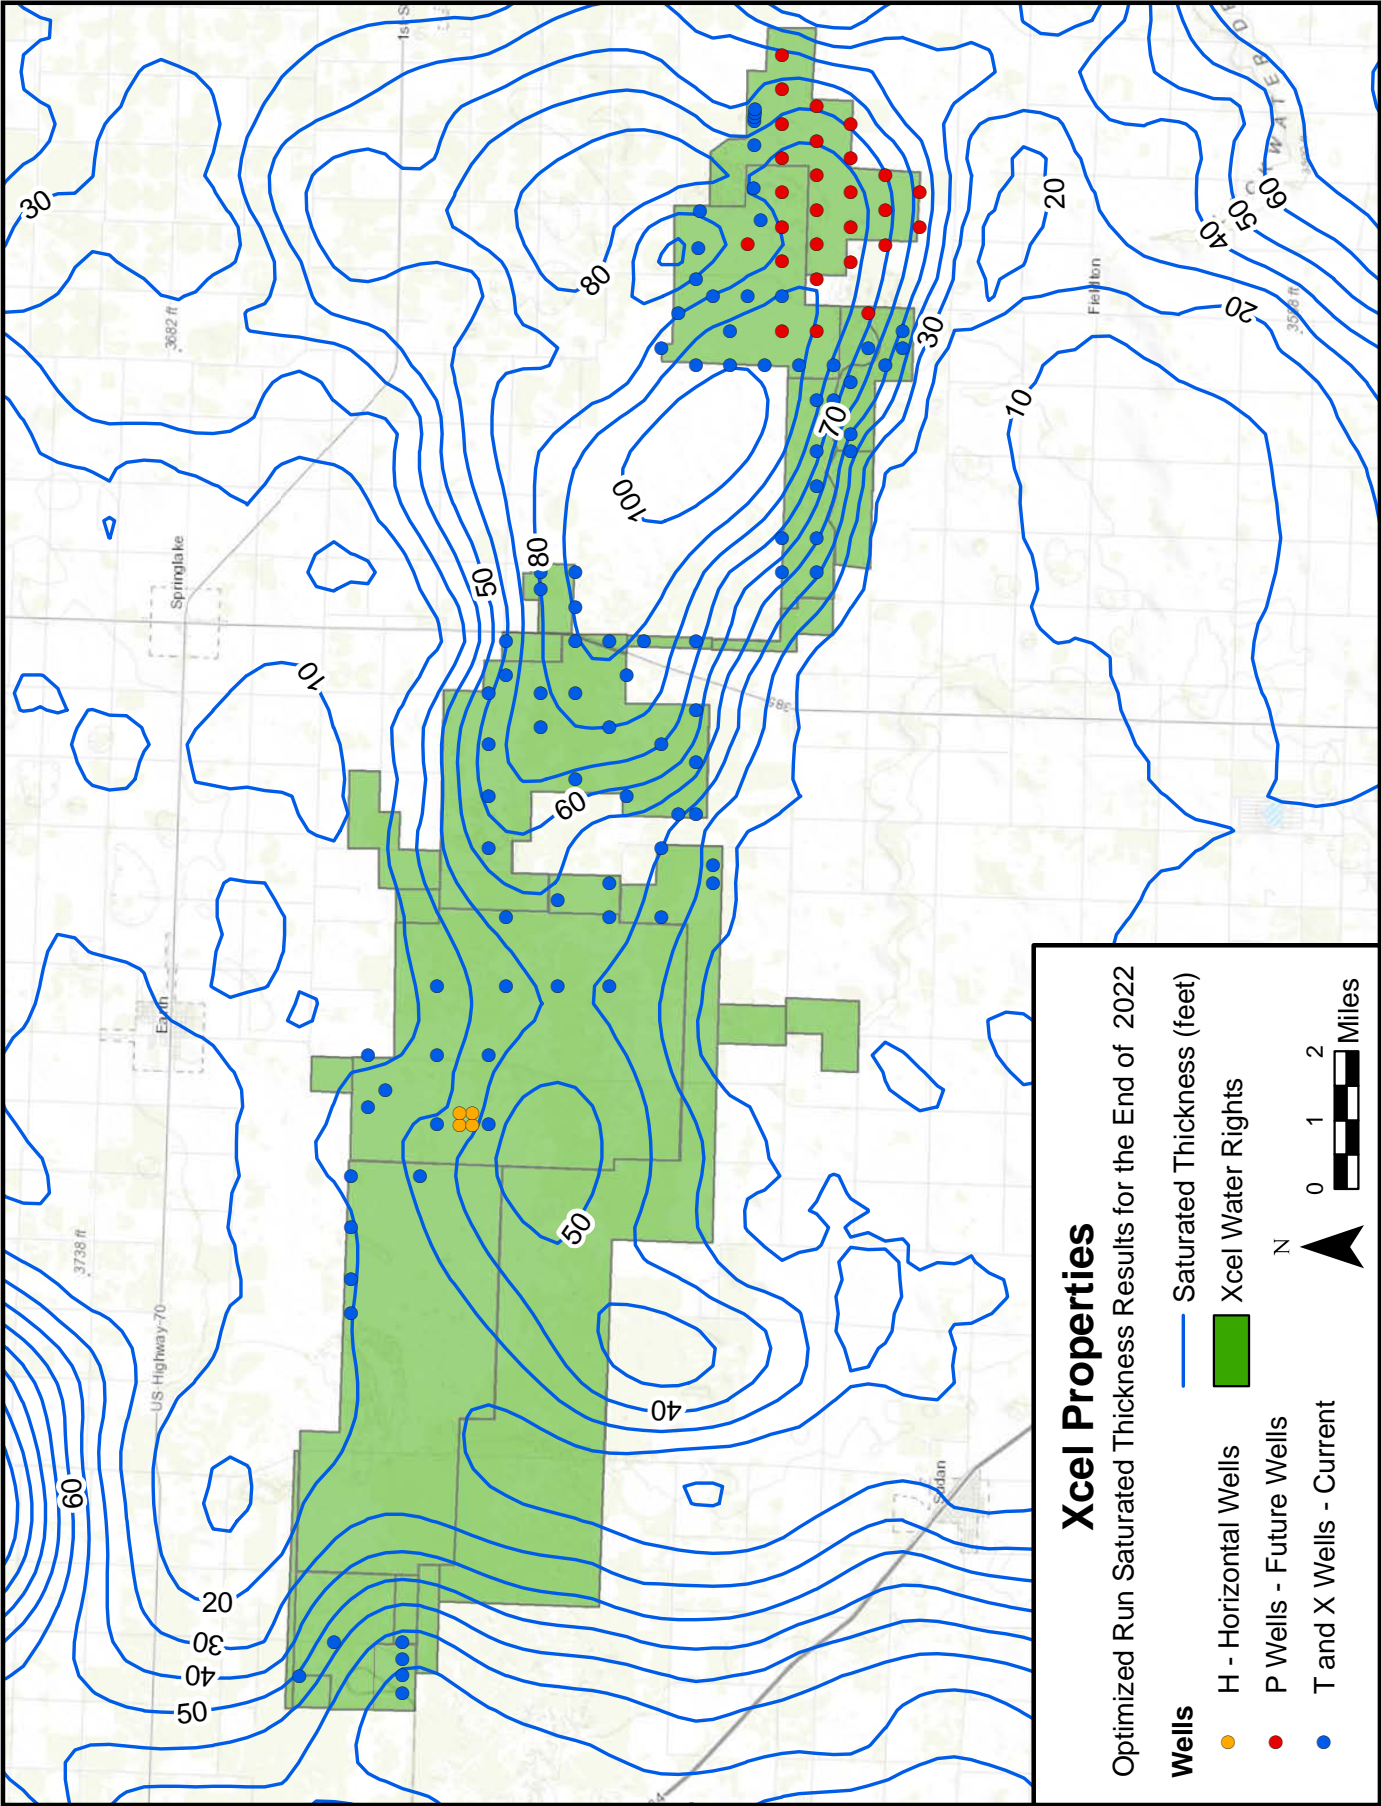 Xcel Properties
Optimized Run Saturated Thickness Results for the End of 2022
Wells
H - Horizontal Wells
P Wells - Future Wells
T and X Wells - Current
Saturated Thickness (feet)
Xcel Water Rights
N
0 1 2
Miles
US Highway-70
3738 ft
Earth
Springlake
3682 ft
Sudan
Fieldton
385
30
80
20
60
50
40
20
30
10
70
100
80
50
10
60
50
40
60
20
30
40
50